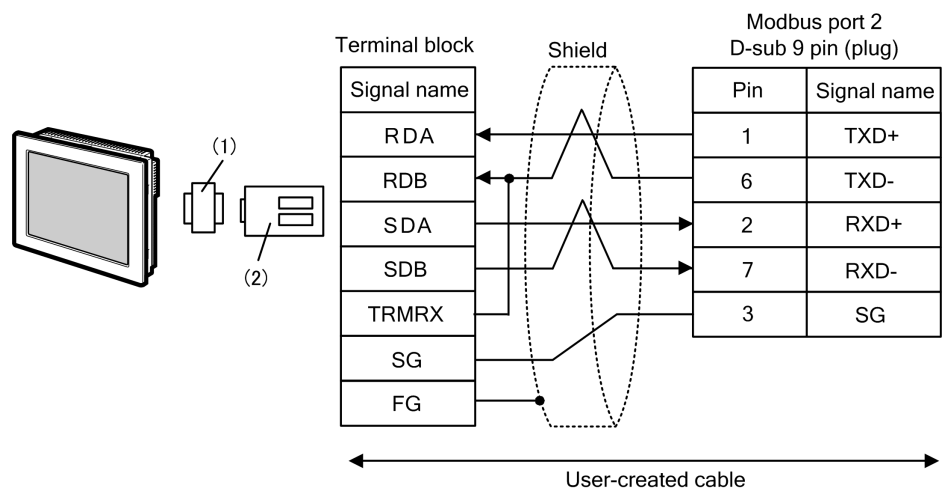 Modbus port 2
D-sub 9 pin (plug)
Terminal block
Shield
Signal name
Pin
Signal name
RDA
1
TXD+
(1)
RDB
6
TXD-
SDA
2
RXD+
(2)
SDB
7
RXD-
TRMRX
3
SG
SG
FG
User-created cable